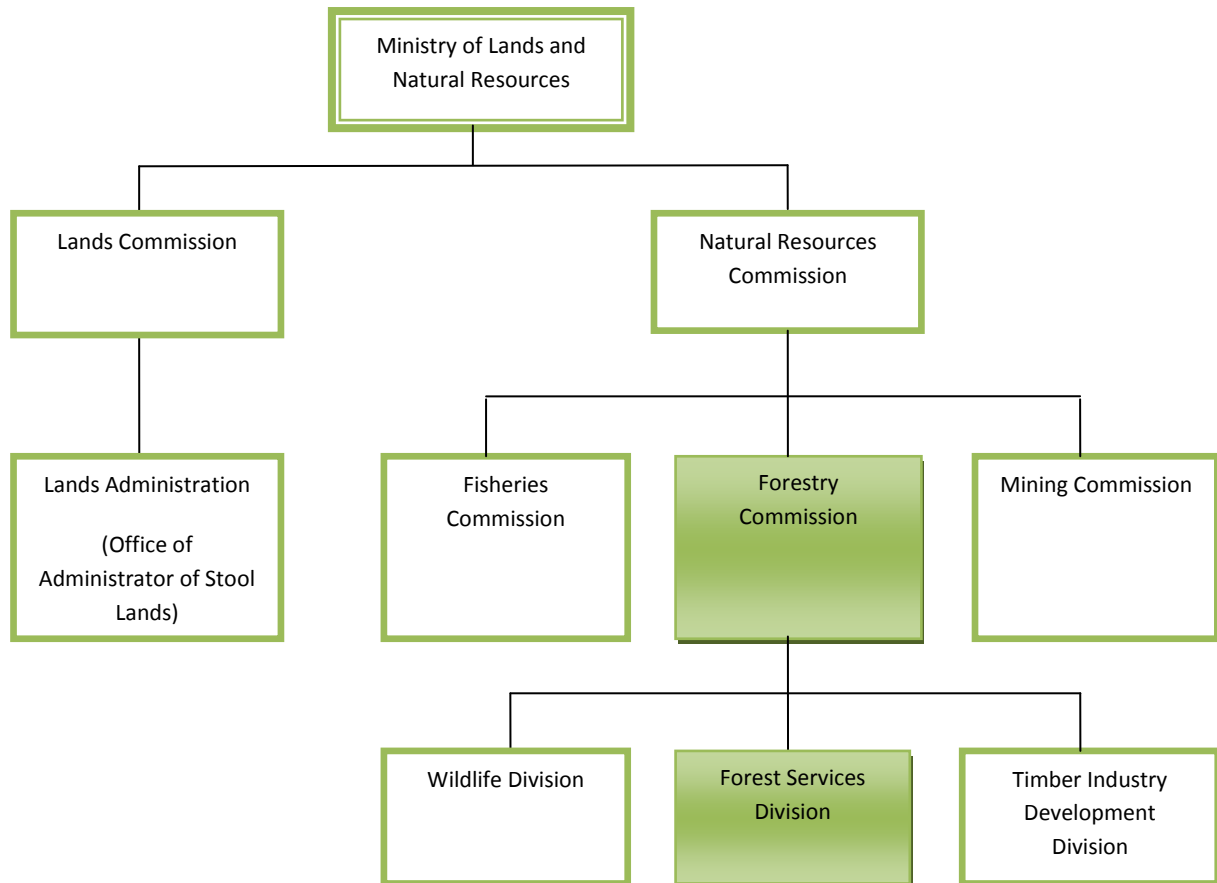 Ministry of Lands and
Natural Resources
Lands Commission
Natural Resources
Commission
Lands Administration
(Office of
Administrator of Stool
Lands)
Fisheries
Commission
Forestry
Commission
Mining Commission
Wildlife Division
Forest Services
Division
Timber Industry
Development
Division